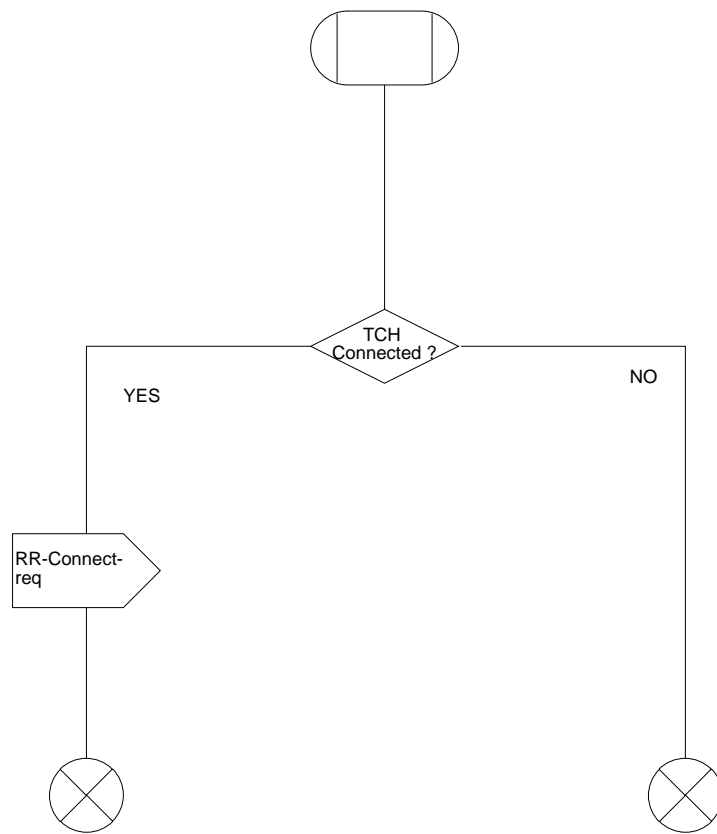 TCH
Connected ?
YES
NO
RR-Connect-
req